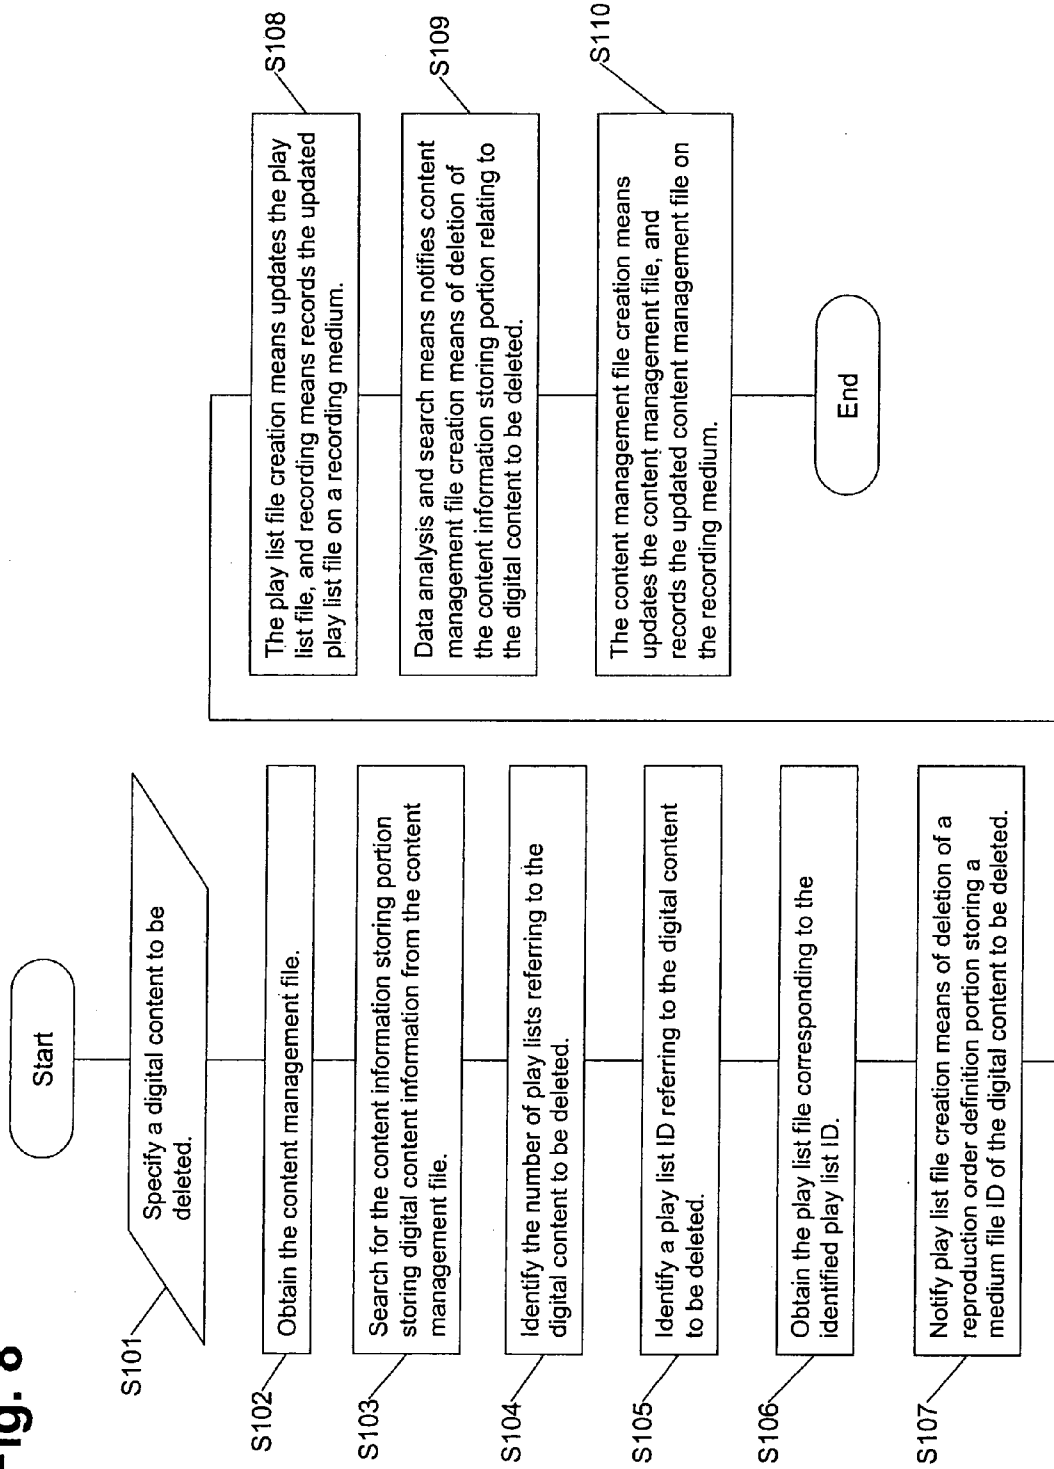 Fig. 8
Start
S101
Specify a digital content to be
deleted.
S102
Obtain the content management file.
S103
Search for the content information storing portion
storing digital content information from the content
management file.
S104
Identify the number of play lists referring to the
digital content to be deleted.
S105
Identify a play list ID referring to the digital content
to be deleted.
S106
Obtain the play list file corresponding to the
identified play list ID.
S107
Notify play list file creation means of deletion of a
reproduction order definition portion storing a
medium file ID of the digital content to be deleted.
S108
The play list file creation means updates the play
list file, and recording means records the updated
play list file on a recording medium.
S109
Data analysis and search means notifies content
management file creation means of deletion of
the content information storing portion relating to
the digital content to be deleted.
S110
The content management file creation means
updates the content management file, and
records the updated content management file on
the recording medium.
End